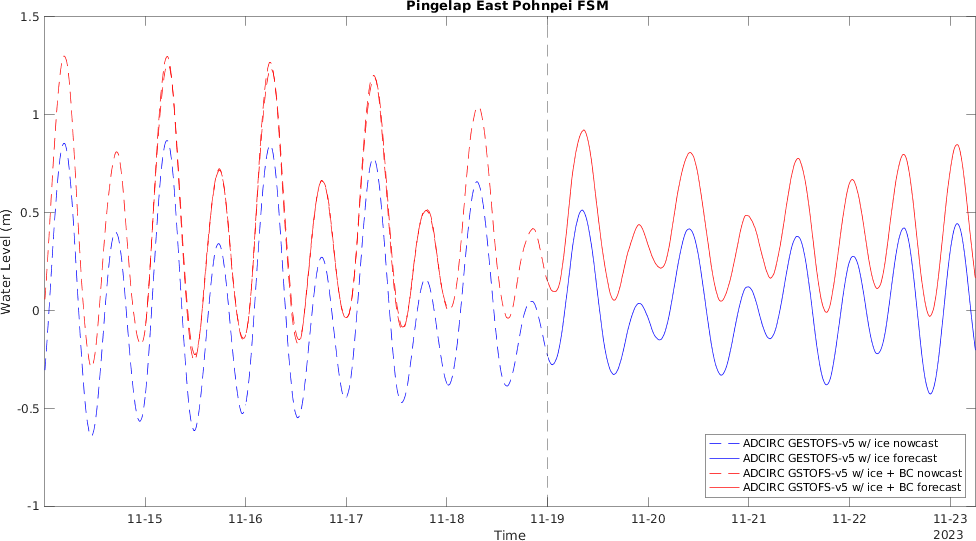 Pingelap East Pohnpei FSM
1.5
1
0.5
0
-0.5
-1
Water Level (m)
11-15
11-16
11-17
11-18
11-19
11-20
11-21
11-22
11-23
Time
2023
ADCIRC GESTOFS-v5 w/ ice nowcast
ADCIRC GESTOFS-v5 w/ ice forecast
ADCIRC GSTOFS-v5 w/ ice + BC nowcast
ADCIRC GSTOFS-v5 w/ ice + BC forecast